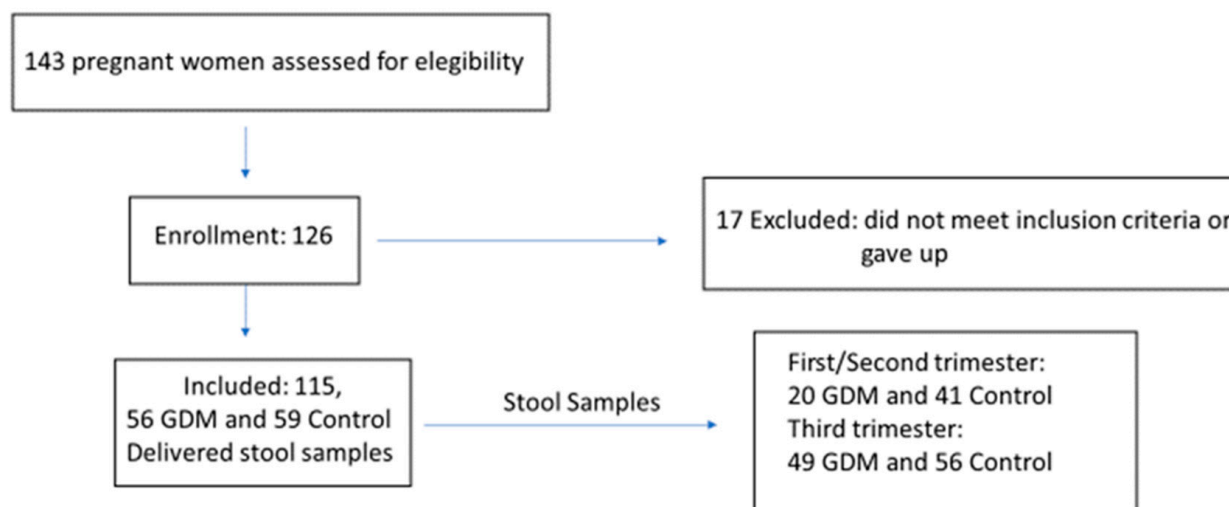 143 pregnant women assessed for elegibility
Enrollment: 126
17 Excluded: did not meet inclusion criteria or
gave up
Included: 115,
56 GDM and 59 Control
Delivered stool samples
Stool Samples
First/Second trimester:
20 GDM and 41 Control
Third trimester:
49 GDM and 56 Control